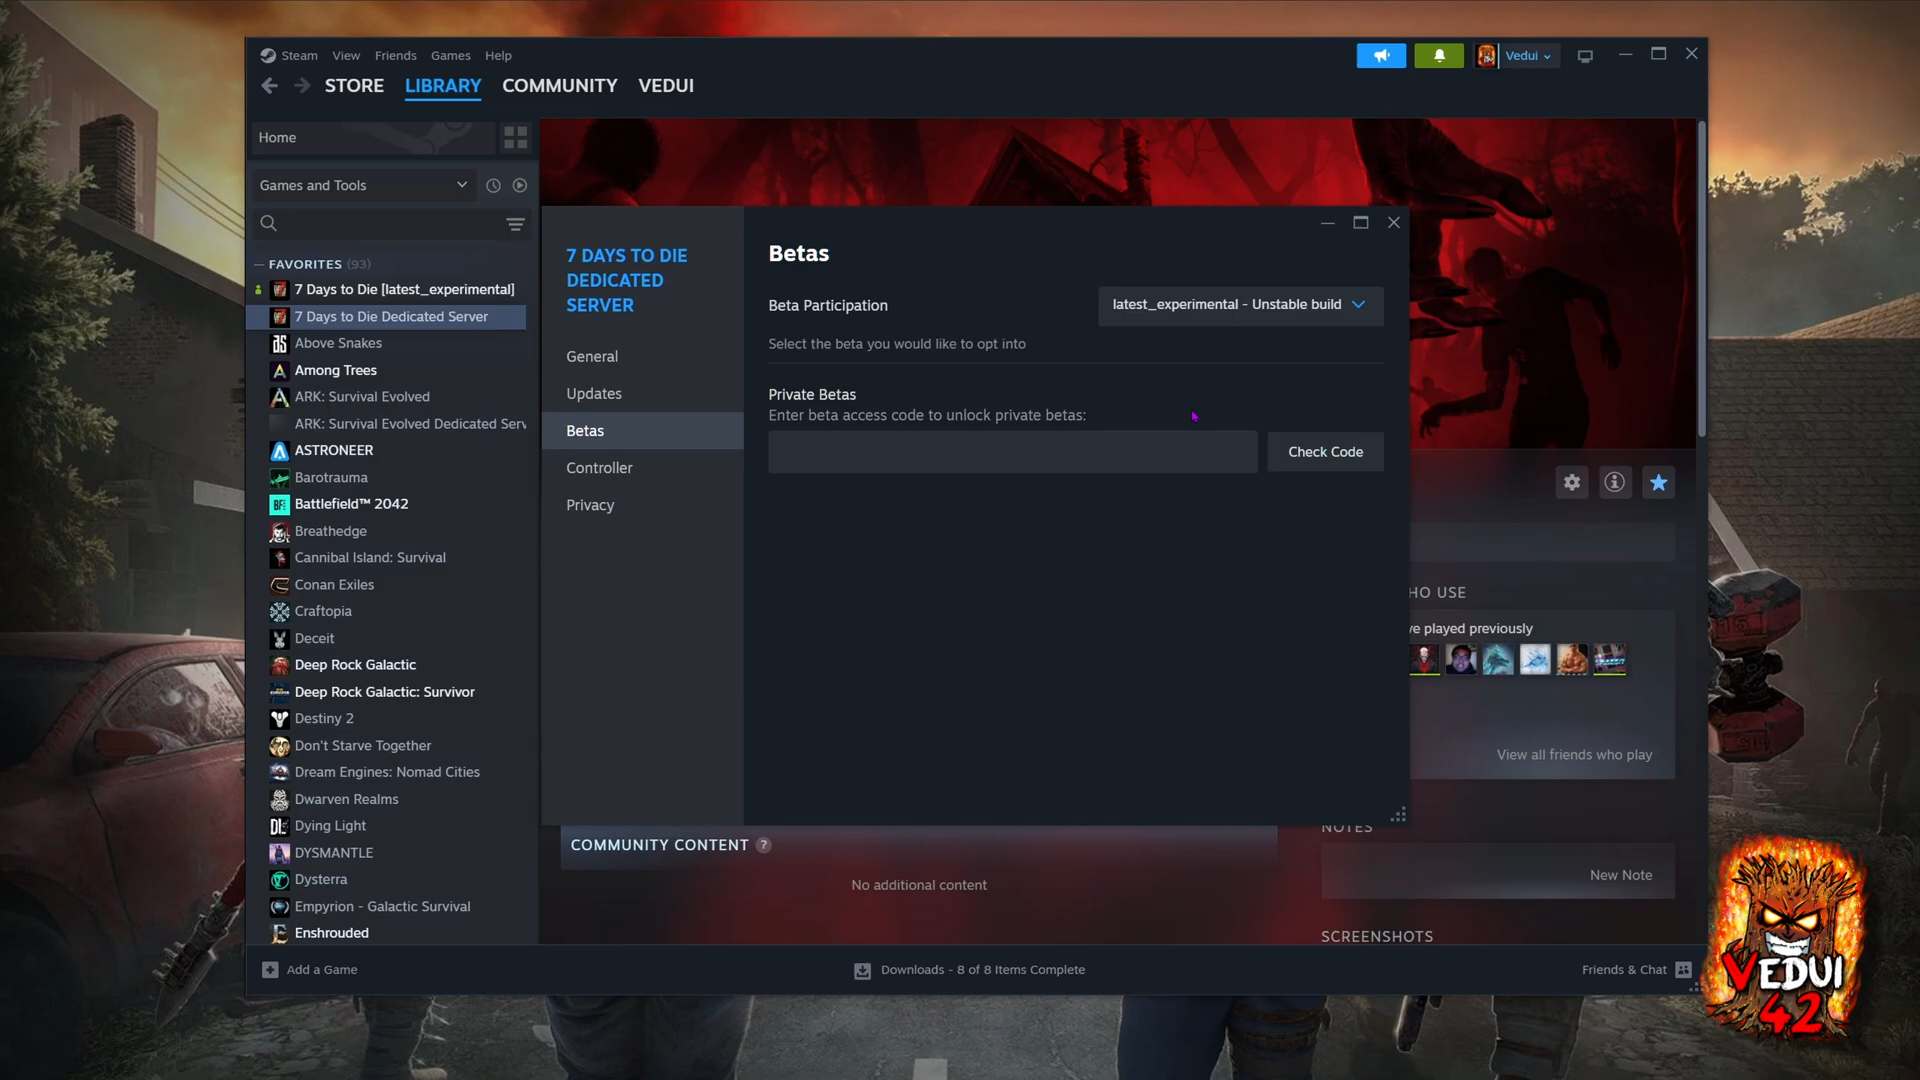 Steam View Friends Games Help
Vedui
STORE LIBRARY COMMUNITY VEDUI
Home
Games and Tools
FAVORITES (93)
7 Days to Die [latest_experimental]
7 Days to Die Dedicated Server
Above Snakes
Among Trees
ARK: Survival Evolved
ARK: Survival Evolved Dedicated Serv
ASTRONEER
Barotrauma
Battlefield™ 2042
Breathedge
Cannibal Island: Survival
Conan Exiles
Craftopia
Deceit
Deep Rock Galactic
Deep Rock Galactic: Survivor
Destiny 2
Don't Starve Together
Dream Engines: Nomad Cities
Dwarven Realms
Dying Light
DYSMANTLE
Dysterra
Empyrion - Galactic Survival
Enshrouded
7 DAYS TO DIE
DEDICATED
SERVER
General
Updates
Betas
Controller
Privacy
Betas
Beta Participation
latest_experimental - Unstable build
Select the beta you would like to opt into
Private Betas
Enter beta access code to unlock private betas:
Check Code
HO USE
ve played previously
View all friends who play
COMMUNITY CONTENT ?
No additional content
NOTES
New Note
SCREENSHOTS
Add a Game
Downloads - 8 of 8 Items Complete
Friends & Chat
VEDUI
42